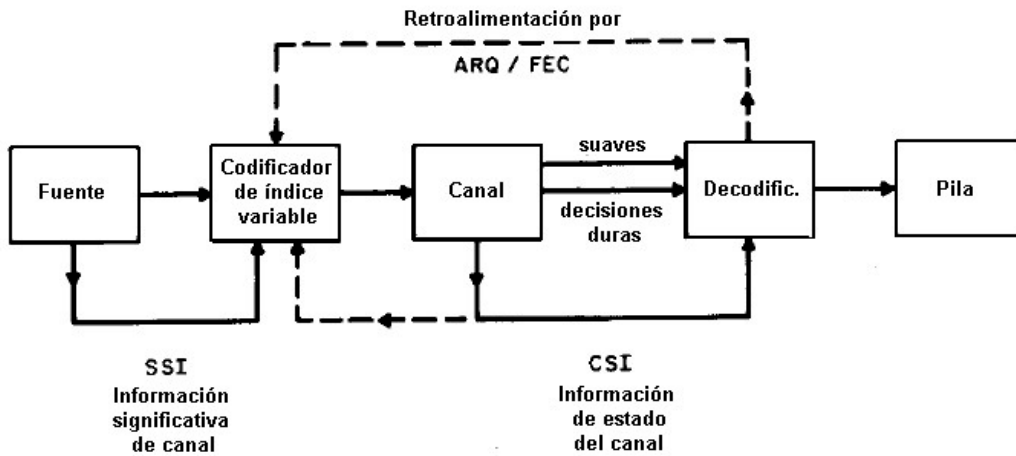 Retroalimentación por
ARQ / FEC
Fuente
Codificador
de índice
variable
Canal
suaves
decisiones
duras
Decodific.
Pila
SSI
Información
significativa
de canal
CSI
Información
de estado
del canal